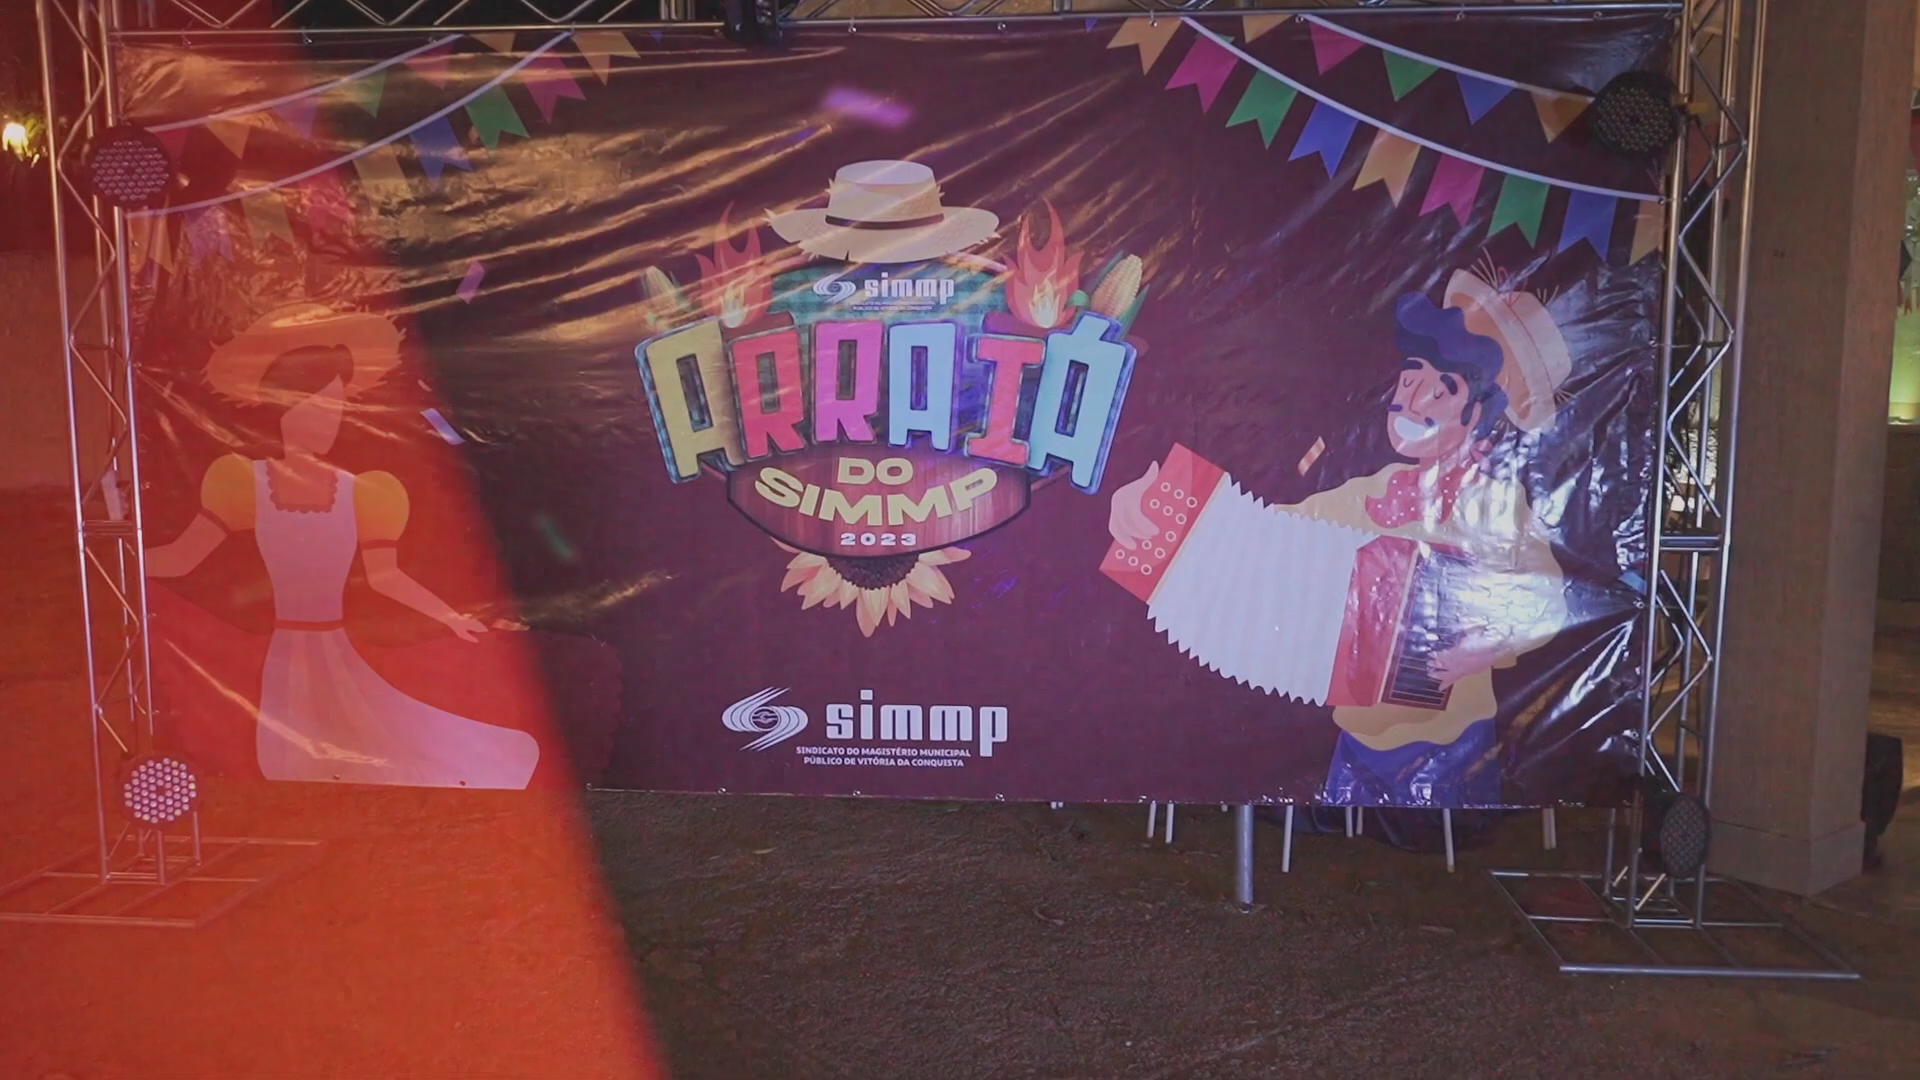 simmp
ARRAIÁ
DO
SIMMP
2023
simmp
SINDICATO DO MAGISTÉRIO MUNICIPAL
PÚBLICO DE VITÓRIA DA CONQUISTA